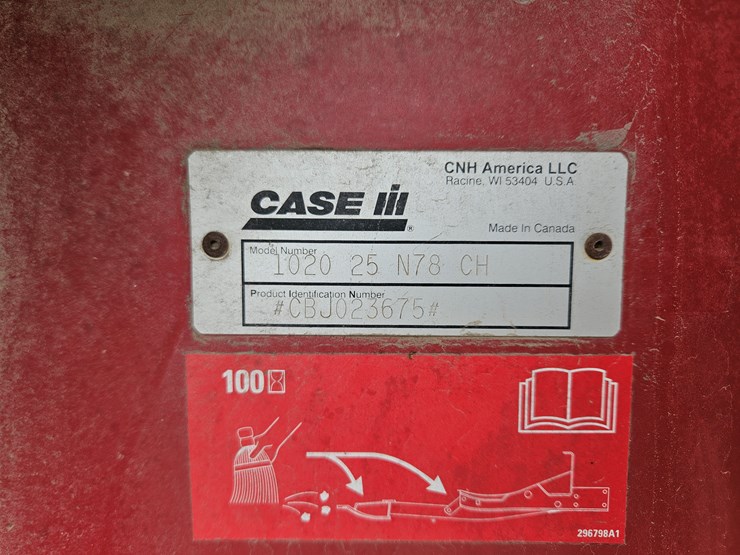 CNH America LLC
Racine, WI 53404 U.S.A.
CASE IH
®
Made In Canada
Model Number
1020 25 N78 CH
Product Identification Number
#CBJ023675#
100
296798A1